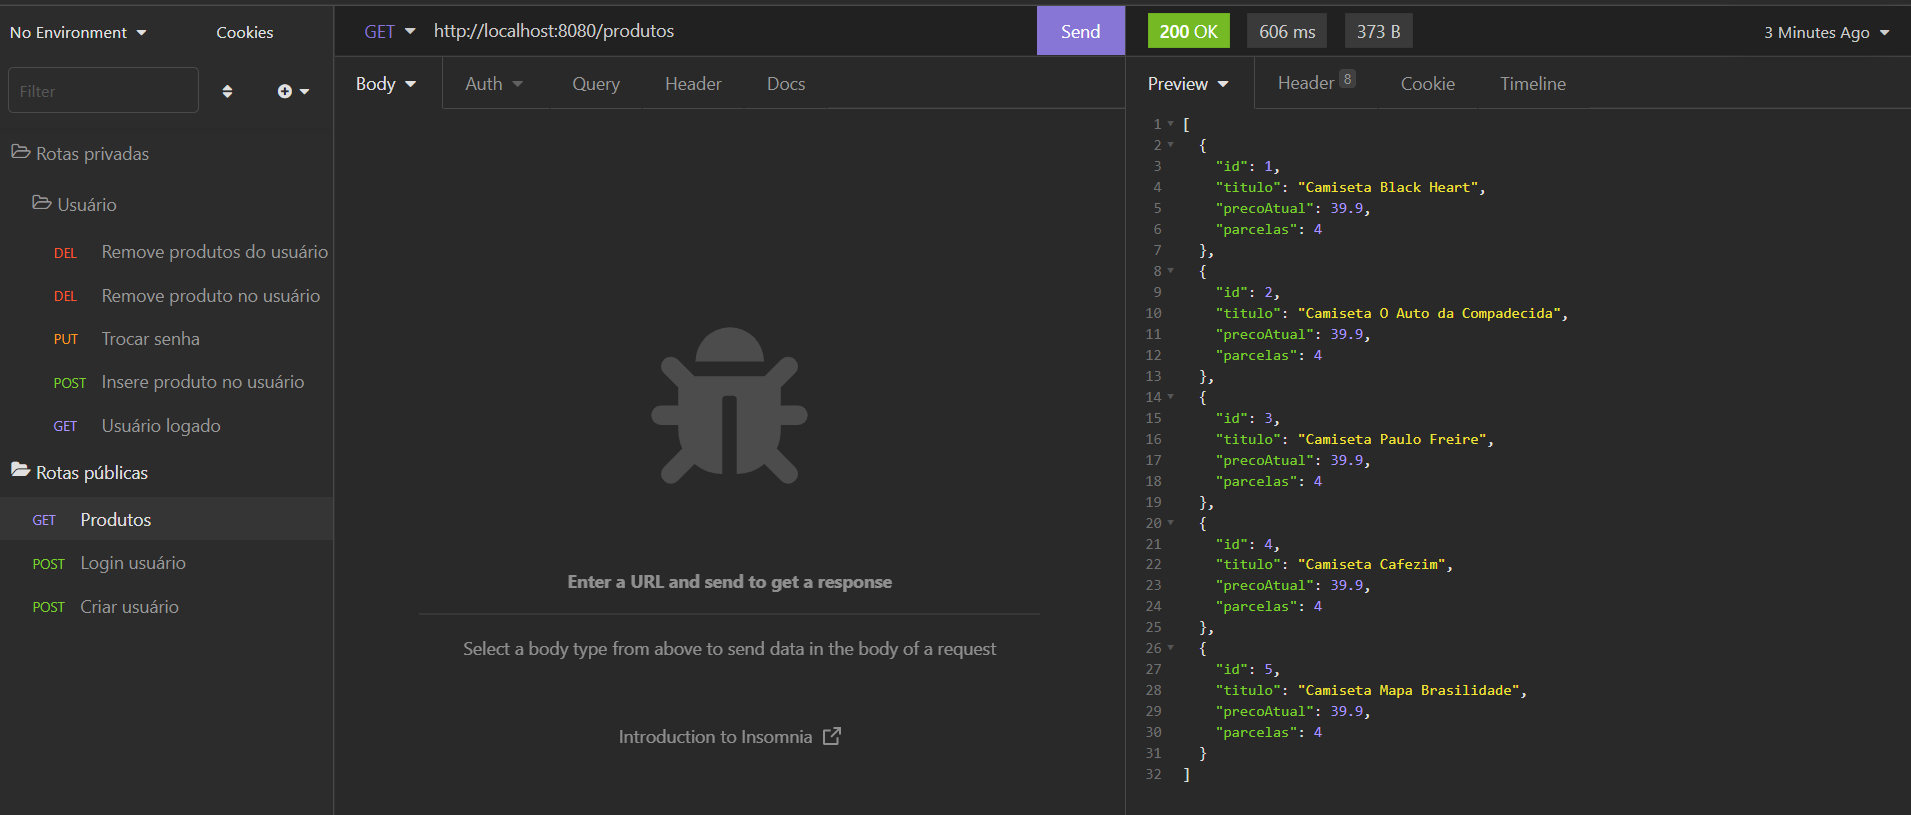 No Environment
Cookies
Filter
Rotas privadas
Usuário
DEL Remove produtos do usuário
DEL Remove produto no usuário
PUT Trocar senha
POST Insere produto no usuário
GET Usuário logado
Rotas públicas
GET Produtos
POST Login usuário
POST Criar usuário
GET http://localhost:8080/produtos Send
Body Auth Query Header Docs
Enter a URL and send to get a response
Select a body type from above to send data in the body of a request
Introduction to Insomnia
200 OK 606 ms 373 B 3 Minutes Ago
Preview Header 8 Cookie Timeline
1 [
2 {
3 "id": 1,
4 "titulo": "Camiseta Black Heart",
5 "precoAtual": 39.9,
6 "parcelas": 4
7 },
8 {
9 "id": 2,
10 "titulo": "Camiseta O Auto da Compadecida",
11 "precoAtual": 39.9,
12 "parcelas": 4
13 },
14 {
15 "id": 3,
16 "titulo": "Camiseta Paulo Freire",
17 "precoAtual": 39.9,
18 "parcelas": 4
19 },
20 {
21 "id": 4,
22 "titulo": "Camiseta Cafezim",
23 "precoAtual": 39.9,
24 "parcelas": 4
25 },
26 {
27 "id": 5,
28 "titulo": "Camiseta Mapa Brasilidade",
29 "precoAtual": 39.9,
30 "parcelas": 4
31 }
32 ]